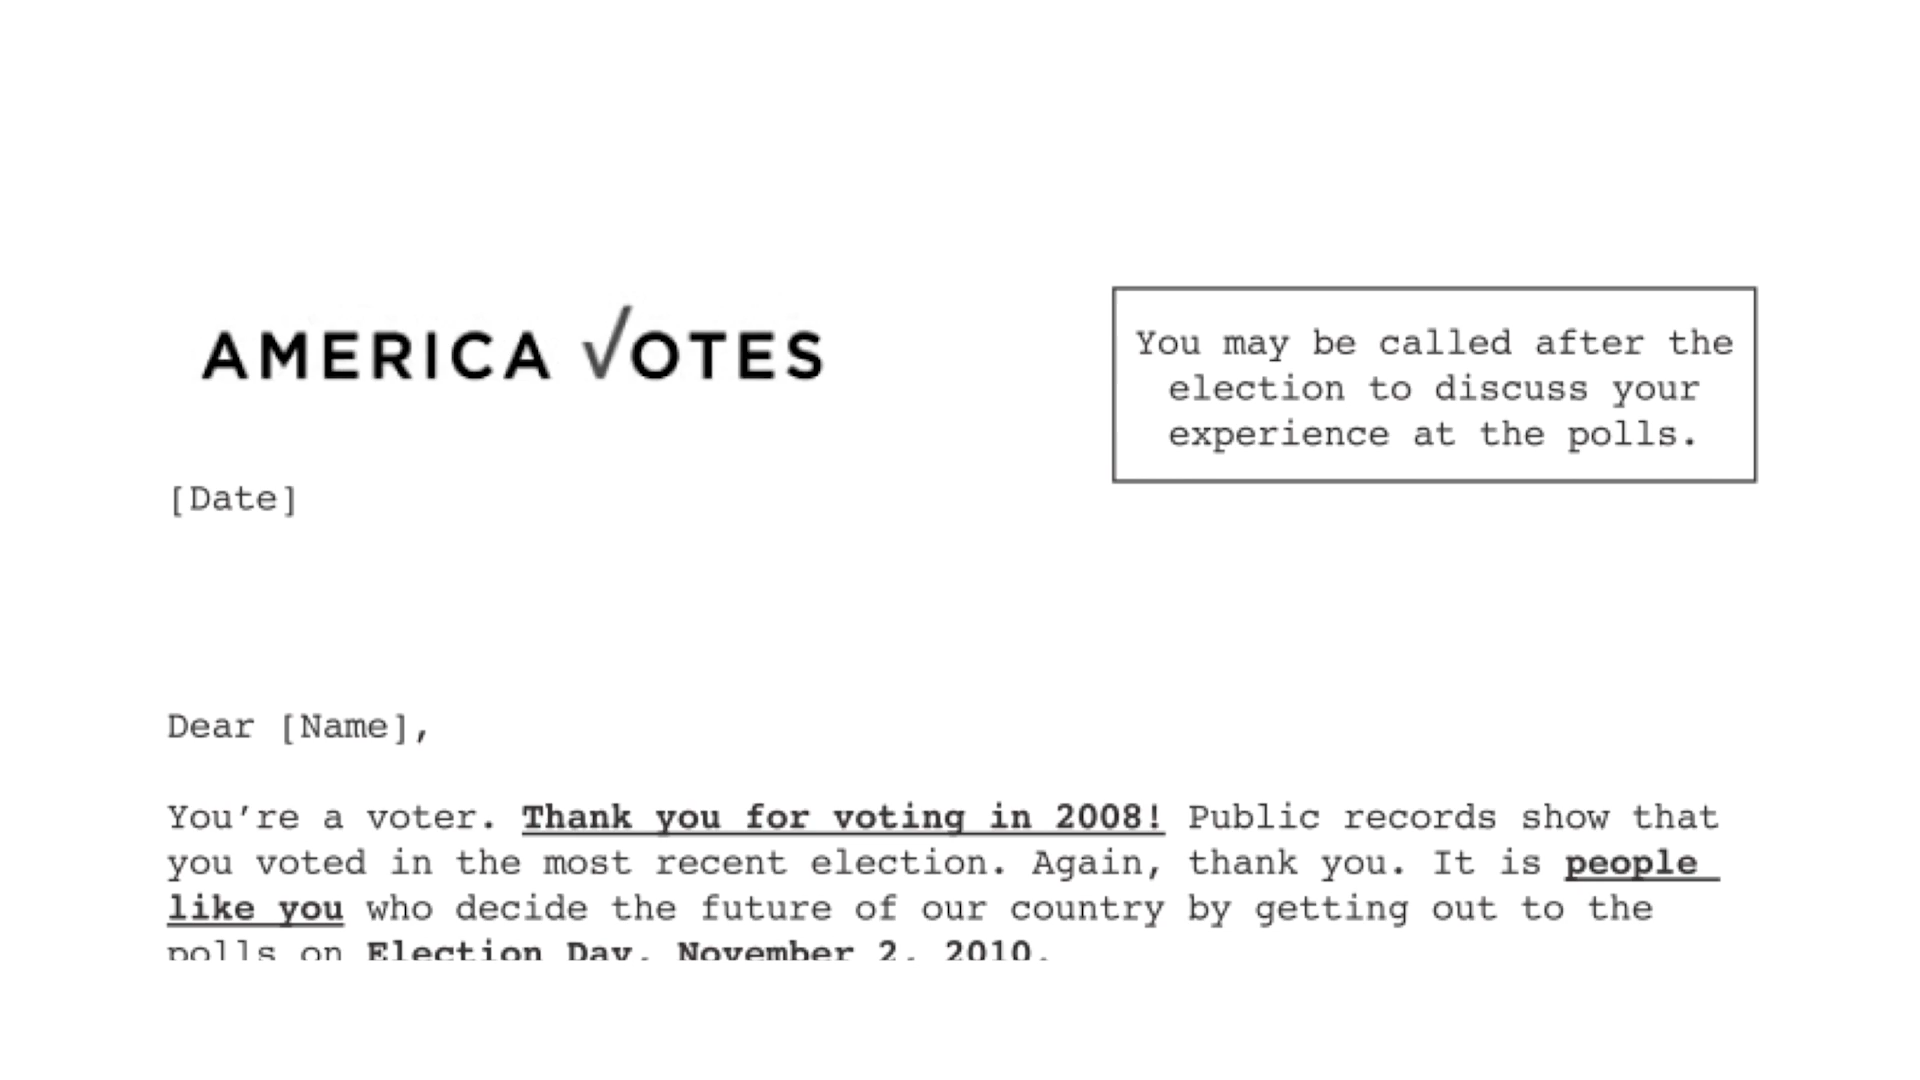 AMERICA VOTES
You may be called after the
election to discuss your
experience at the polls.
[Date]
Dear [Name],
You’re a voter. Thank you for voting in 2008! Public records show that
you voted in the most recent election. Again, thank you. It is people
like you who decide the future of our country by getting out to the
polls on Election Day, November 2, 2010.